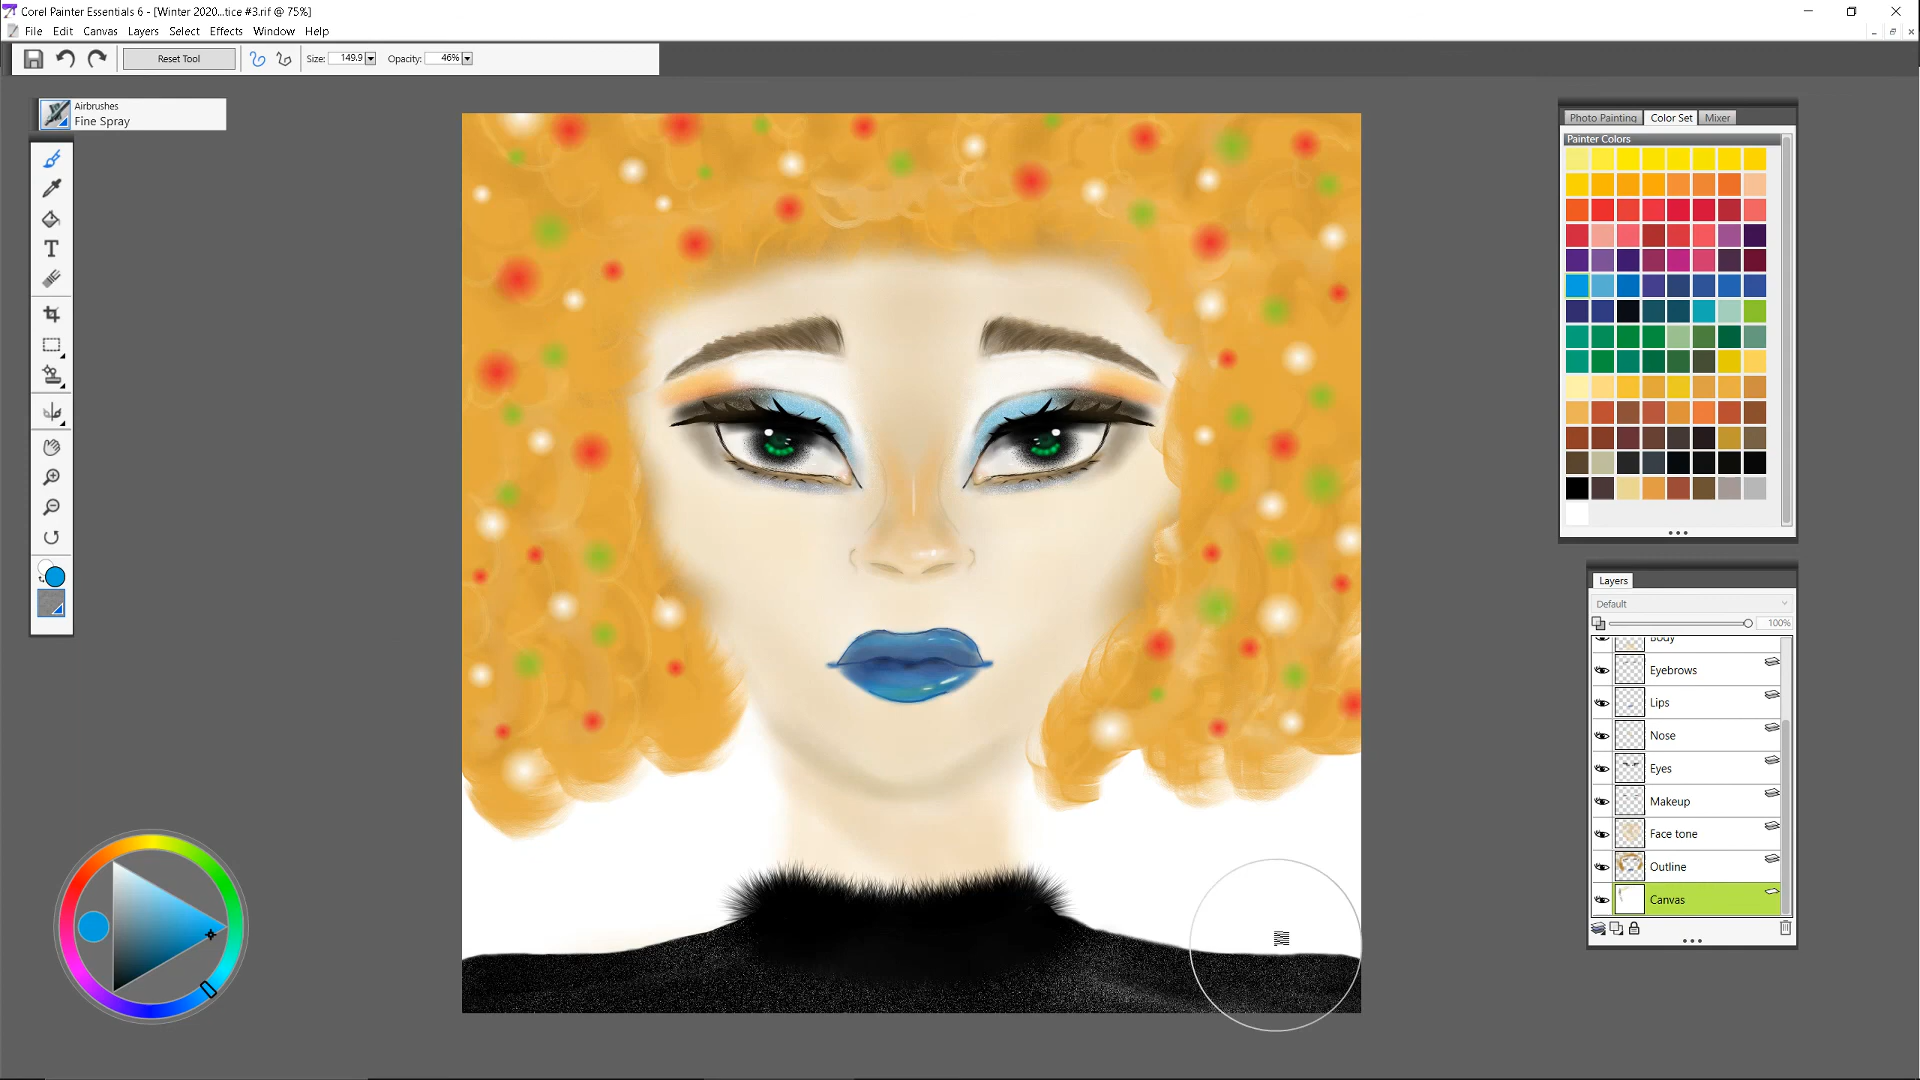 Corel Painter Essentials 6 - [Winter 2020...tice #3.rif @ 75%]
File Edit Canvas Layers Select Effects Window Help
Reset Tool Size: 149.9 Opacity: 46%
Airbrushes
Fine Spray
Photo Painting Color Set Mixer
Painter Colors
Layers
Default
100%
Body
Eyebrows
Lips
Nose
Eyes
Makeup
Face tone
Outline
Canvas